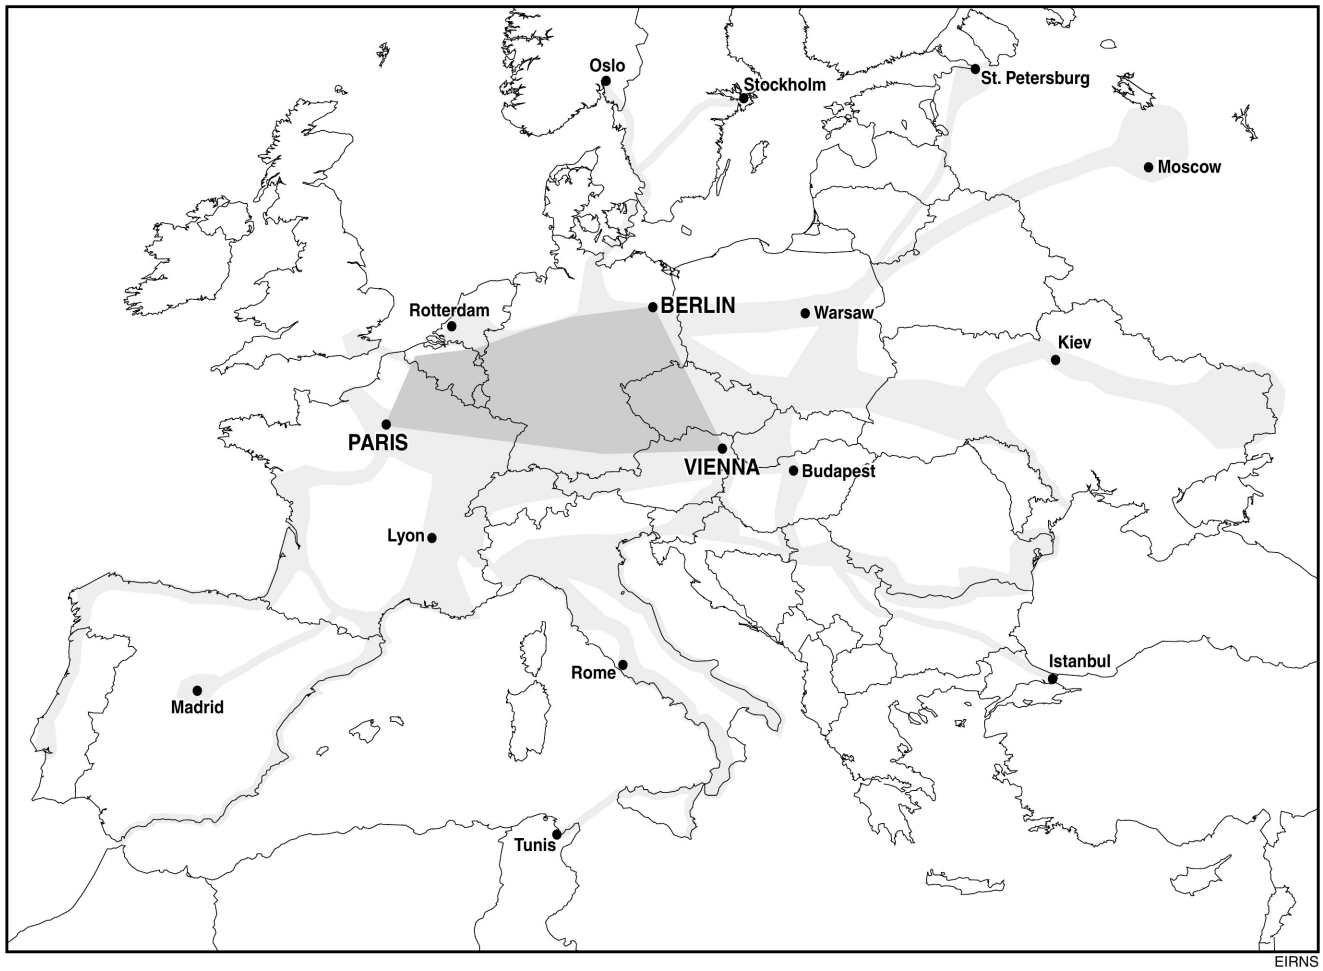 Oslo
Stockholm
St. Petersburg
Moscow
Rotterdam
BERLIN
Warsaw
Kiev
PARIS
VIENNA
Budapest
Lyon
Rome
Istanbul
Madrid
Tunis
EIRNS